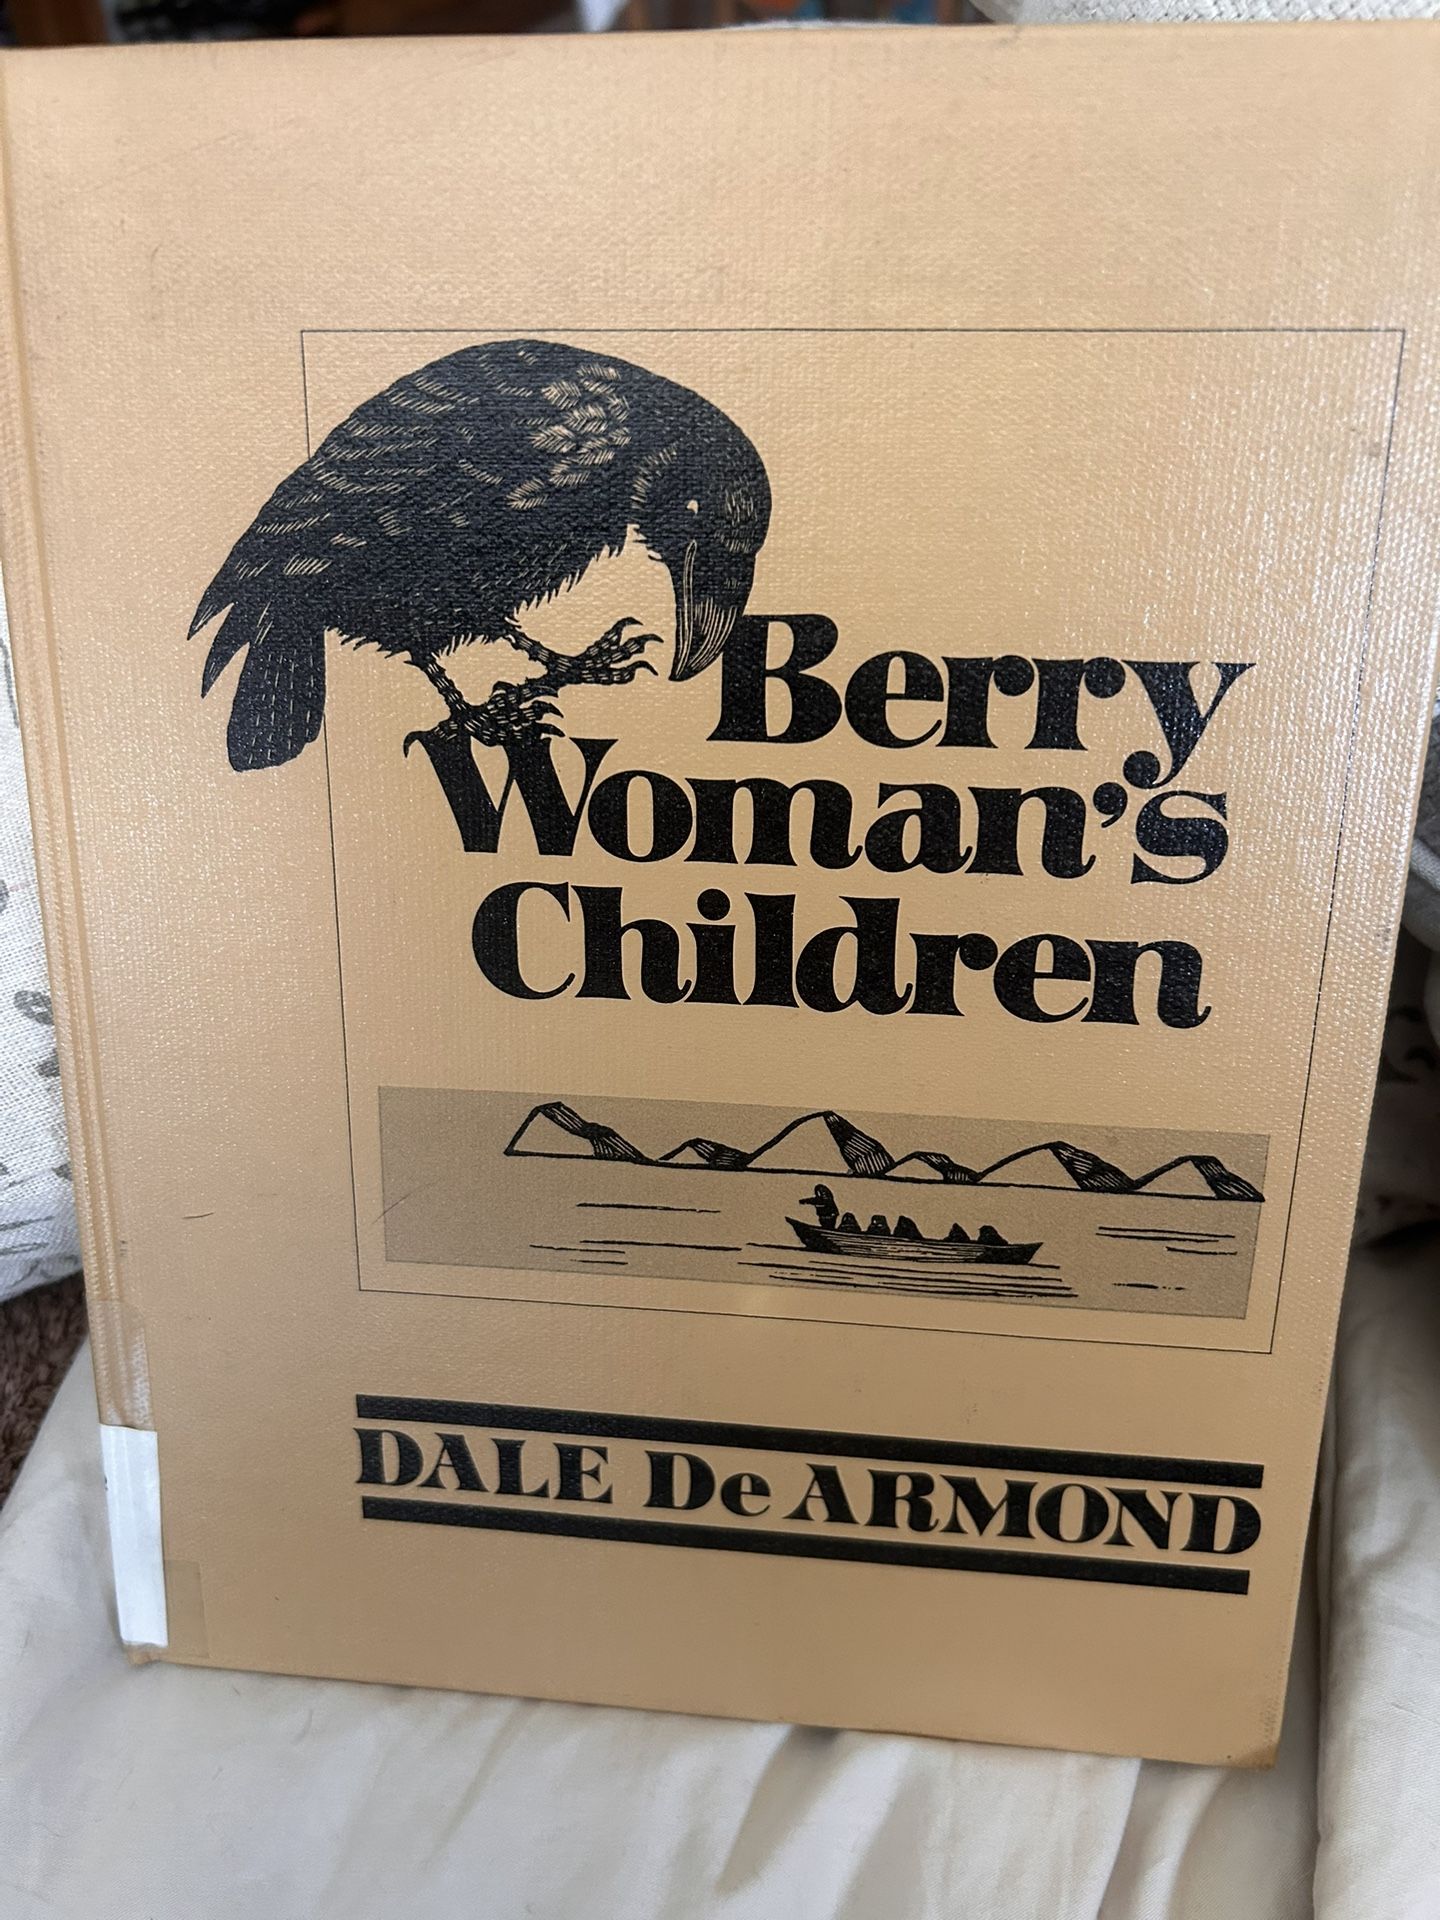 Berry
Woman's
Children
DALE De ARMOND